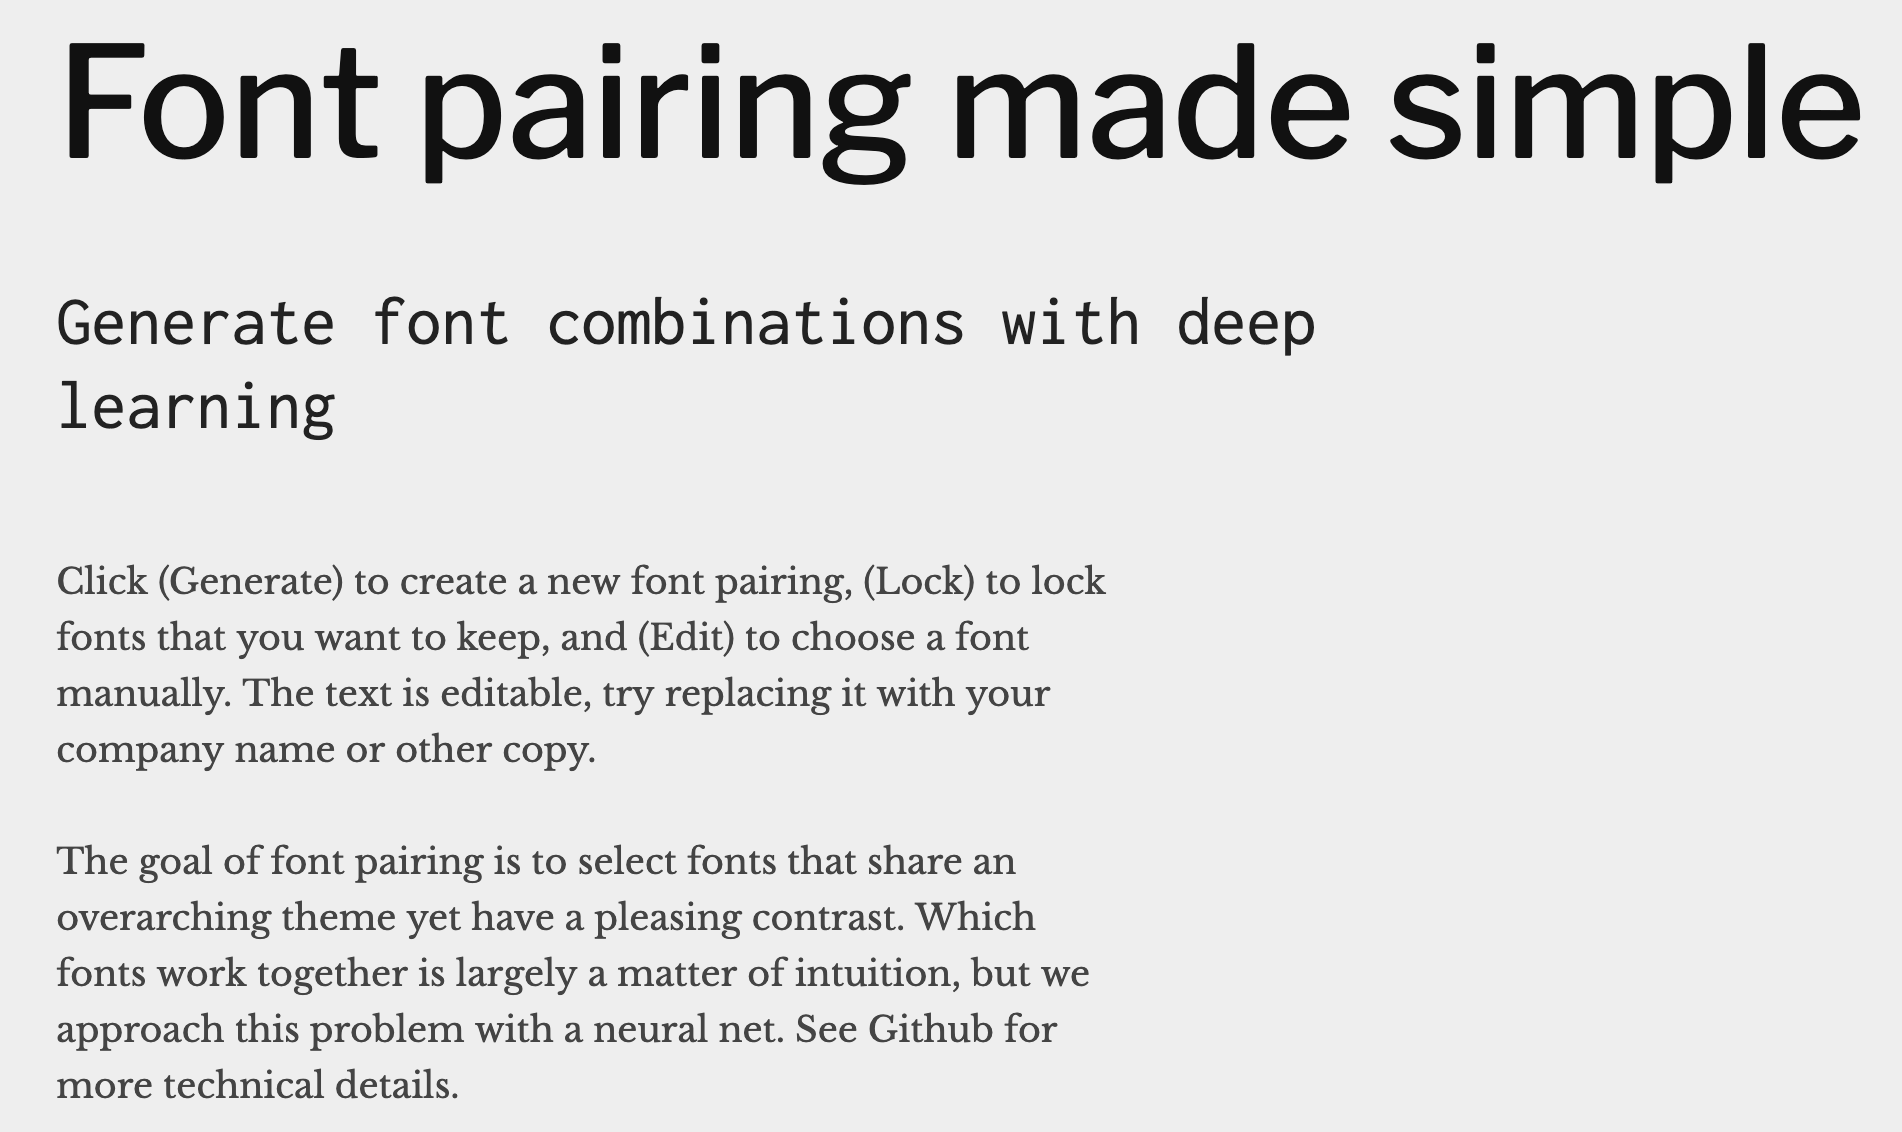 Font pairing made simple
Generate font combinations with deep
learning
Click (Generate) to create a new font pairing, (Lock) to lock
fonts that you want to keep, and (Edit) to choose a font
manually. The text is editable, try replacing it with your
company name or other copy.
The goal of font pairing is to select fonts that share an
overarching theme yet have a pleasing contrast. Which
fonts work together is largely a matter of intuition, but we
approach this problem with a neural net. See Github for
more technical details.